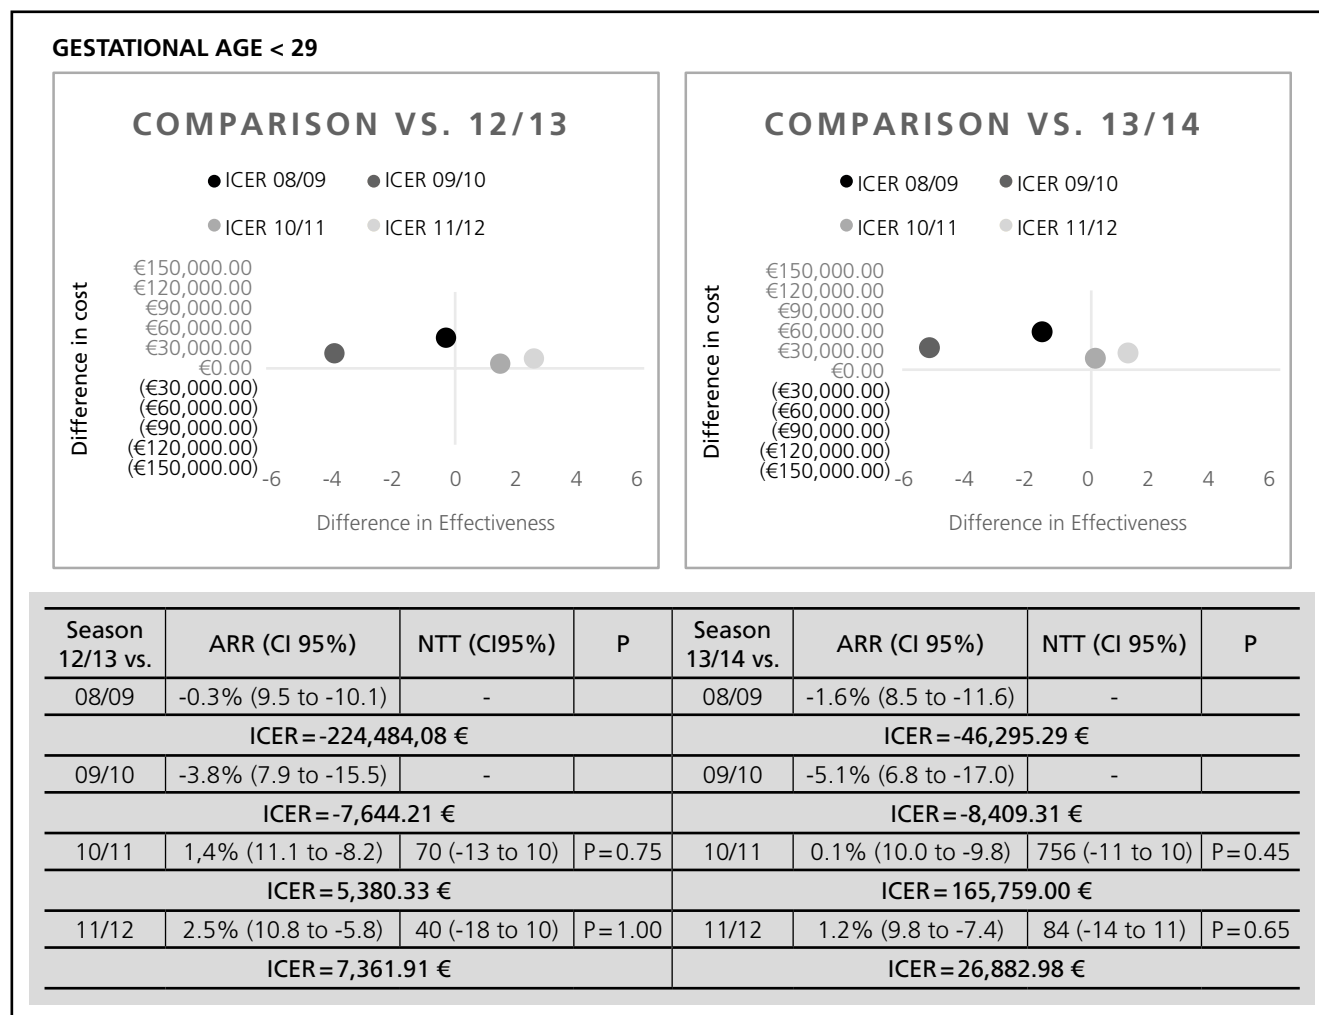 GESTATIONAL AGE < 29
COMPARISON VS. 12/13
ICER 08/09 ICER 09/10
ICER 10/11 ICER 11/12
Difference in cost
€150,000.00
€120,000.00
€90,000.00
€60,000.00
€30,000.00
€0.00
(€30,000.00)
(€60,000.00)
(€90,000.00)
(€120,000.00)
(€150,000.00)
-6 -4 -2 0 2 4 6
Difference in Effectiveness
COMPARISON VS. 13/14
ICER 08/09 ICER 09/10
ICER 10/11 ICER 11/12
Difference in cost
€150,000.00
€120,000.00
€90,000.00
€60,000.00
€30,000.00
€0.00
(€30,000.00)
(€60,000.00)
(€90,000.00)
(€120,000.00)
(€150,000.00)
-6 -4 -2 0 2 4 6
Difference in Effectiveness
Season 12/13 vs. ARR (CI 95%) NTT (CI95%) P Season 13/14 vs. ARR (CI 95%) NTT (CI 95%) P
08/09 -0.3% (9.5 to -10.1) - 08/09 -1.6% (8.5 to -11.6) -
ICER=-224,484,08 € ICER=-46,295.29 €
09/10 -3.8% (7.9 to -15.5) - 09/10 -5.1% (6.8 to -17.0) -
ICER=-7,644.21 € ICER=-8,409.31 €
10/11 1,4% (11.1 to -8.2) 70 (-13 to 10) P=0.75 10/11 0.1% (10.0 to -9.8) 756 (-11 to 10) P=0.45
ICER=5,380.33 € ICER=165,759.00 €
11/12 2.5% (10.8 to -5.8) 40 (-18 to 10) P=1.00 11/12 1.2% (9.8 to -7.4) 84 (-14 to 11) P=0.65
ICER=7,361.91 € ICER=26,882.98 €